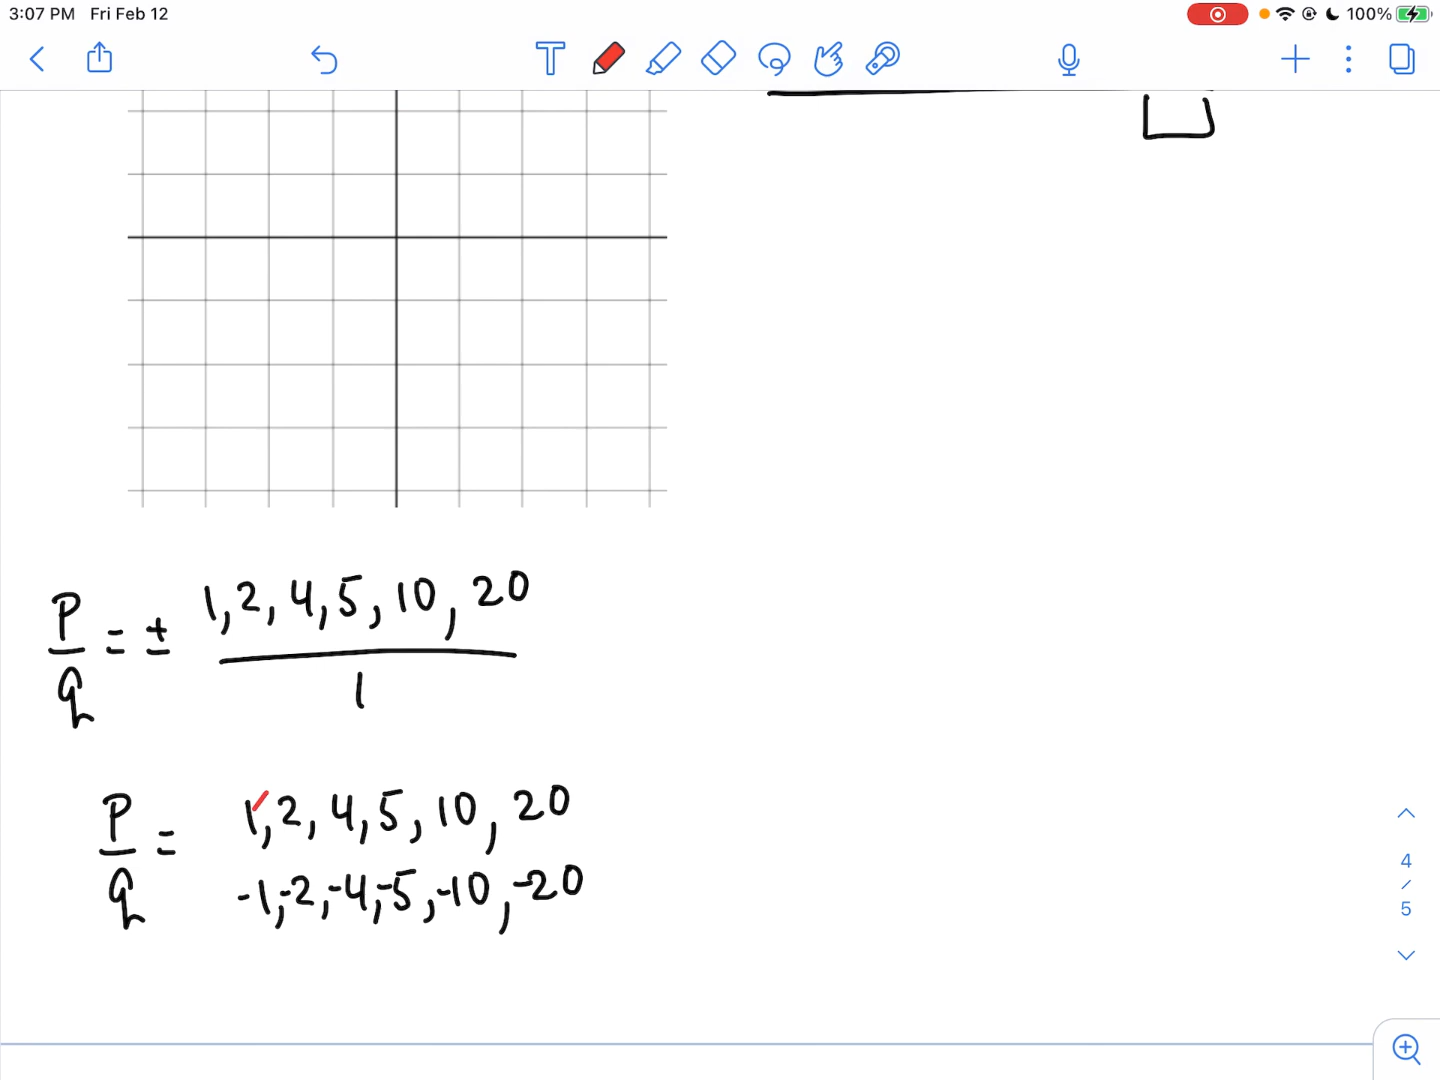 3:07 PM Fri Feb 12 100%
T
P/q = ± 1, 2, 4, 5, 10, 20 / 1
P/q = 1, 2, 4, 5, 10, 20
-1, -2, -4, -5, -10, -20
4
/
5